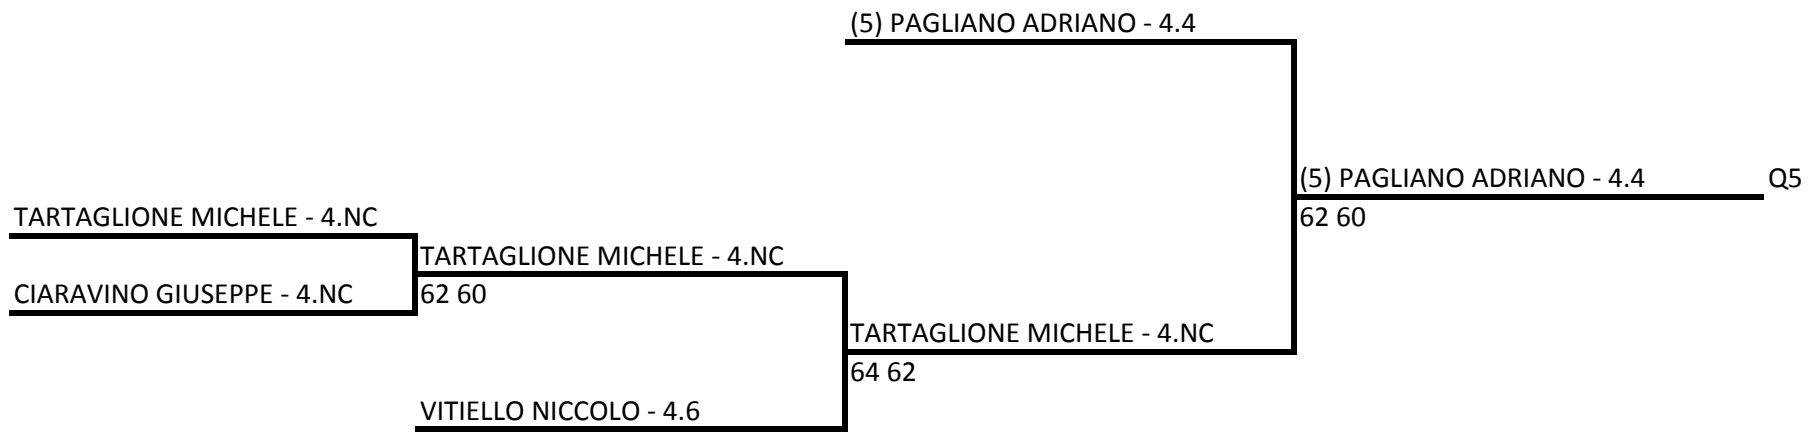 (5) PAGLIANO ADRIANO - 4.4
(5) PAGLIANO ADRIANO - 4.4 Q5
TARTAGLIONE MICHELE - 4.NC
62 60
TARTAGLIONE MICHELE - 4.NC
CIARAVINO GIUSEPPE - 4.NC
62 60
TARTAGLIONE MICHELE - 4.NC
64 62
VITIELLO NICCOLO - 4.6